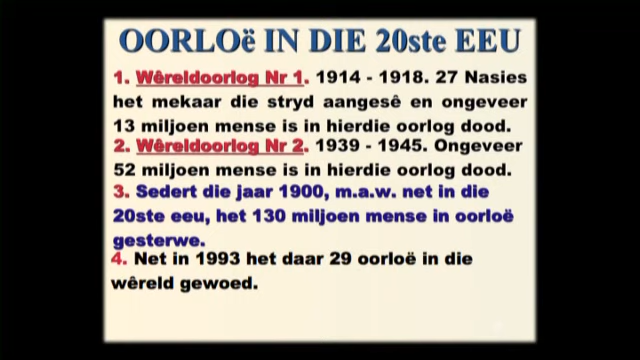 OORLOë IN DIE 20ste EEU
1. Wêreldoorlog Nr 1. 1914 - 1918. 27 Nasies
het mekaar die stryd aangesê en ongeveer
13 miljoen mense is in hierdie oorlog dood.
2. Wêreldoorlog Nr 2. 1939 - 1945. Ongeveer
52 miljoen mense is in hierdie oorlog dood.
3. Sedert die jaar 1900, m.a.w. net in die
20ste eeu, het 130 miljoen mense in oorloë
gesterwe.
4. Net in 1993 het daar 29 oorloë in die
wêreld gewoed.